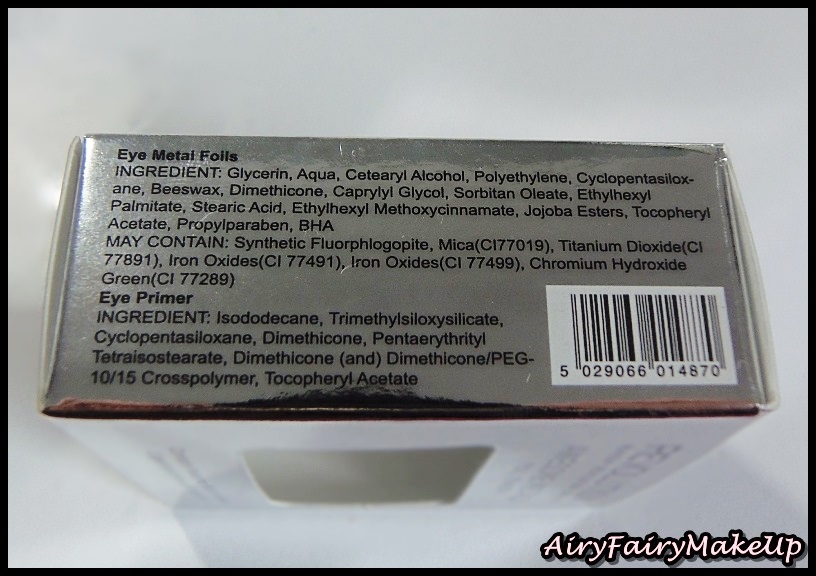 Eye Metal Foils
INGREDIENT: Glycerin, Aqua, Cetearyl Alcohol, Polyethylene, Cyclopentasilox-
ane, Beeswax, Dimethicone, Caprylyl Glycol, Sorbitan Oleate, Ethylhexyl
Palmitate, Stearic Acid, Ethylhexyl Methoxycinnamate, Jojoba Esters, Tocopheryl
Acetate, Propylparaben, BHA
MAY CONTAIN: Synthetic Fluorphlogopite, Mica(CI77019), Titanium Dioxide(CI
77891), Iron Oxides(CI 77491), Iron Oxides(CI 77499), Chromium Hydroxide
Green(CI 77289)
Eye Primer
INGREDIENT: Isododecane, Trimethylsiloxysilicate,
Cyclopentasiloxane, Dimethicone, Pentaerythrityl
Tetraisostearate, Dimethicone (and) Dimethicone/PEG-
10/15 Crosspolymer, Tocopheryl Acetate
5 029066 014870
AiryFairyMakeUp